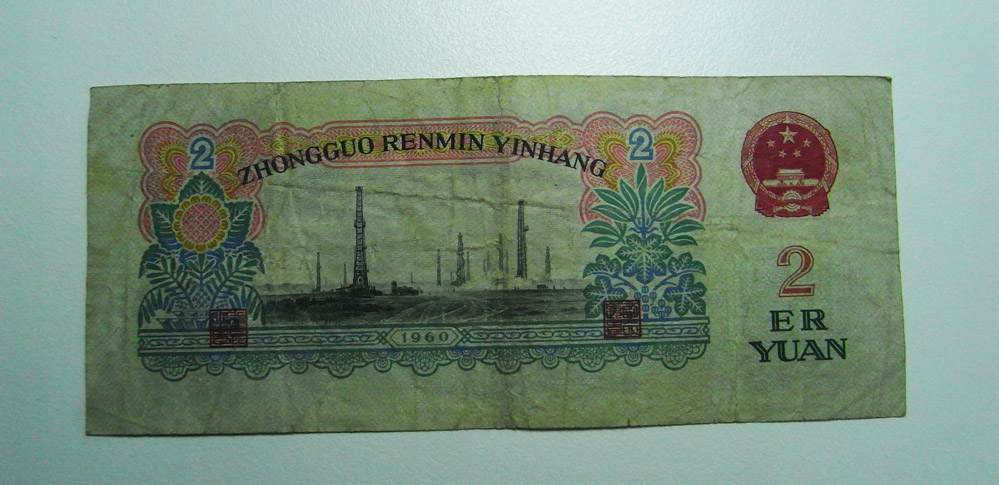 2
2
ZHONGGUO RENMIN YINHANG
1960
2
ER
YUAN